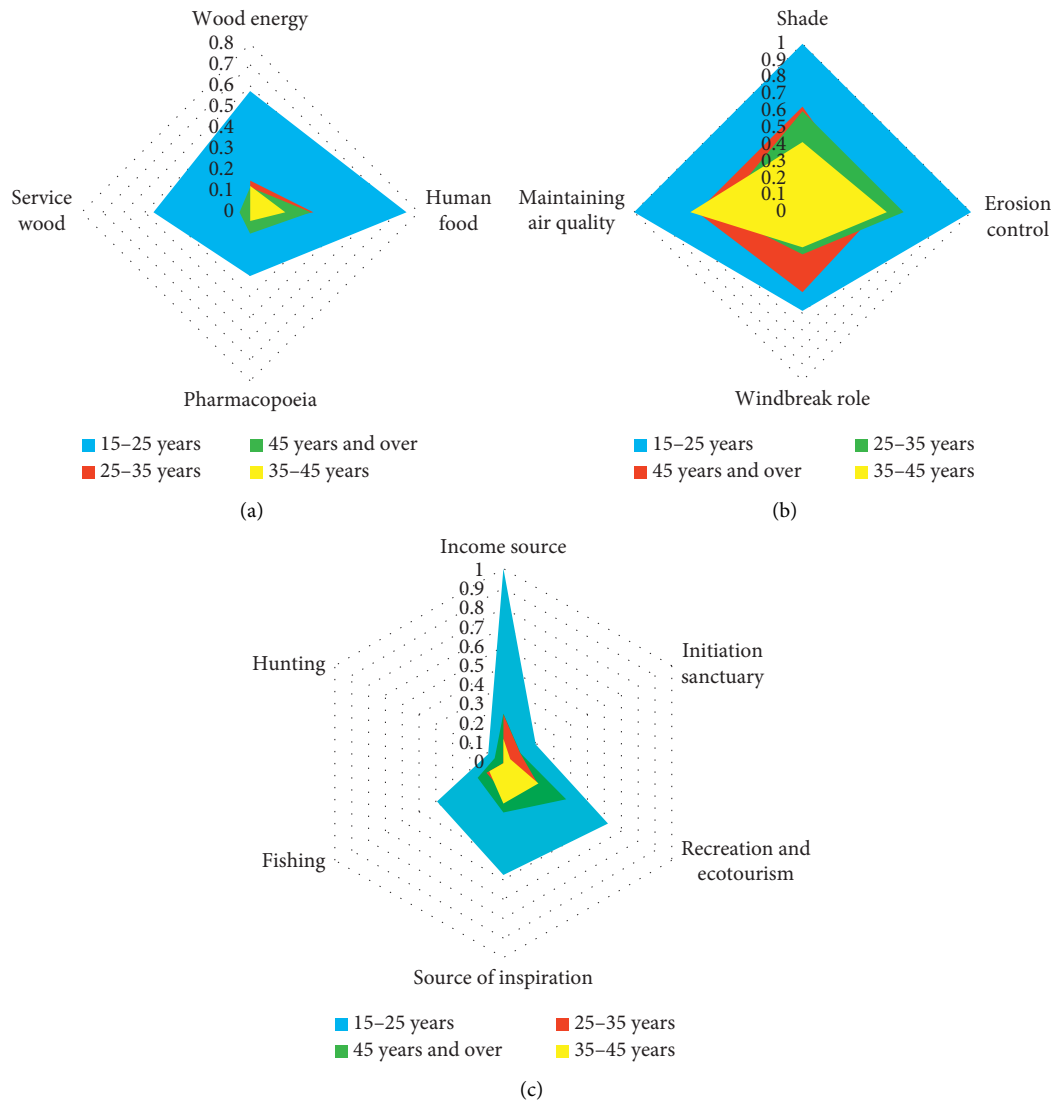 Wood energy
0.8
0.7
0.6
0.5
0.4
0.3
0.2
0.1
0
Service
wood
Human
food
Pharmacopoeia
15–25 years
45 years and over
25–35 years
35–45 years
(a)
Shade
1
0.9
0.8
0.7
0.6
0.5
0.4
0.3
0.2
0.1
0
Maintaining
air quality
Erosion
control
Windbreak role
15–25 years
25–35 years
45 years and over
35–45 years
(b)
Income source
1
0.9
0.8
0.7
0.6
0.5
0.4
0.3
0.2
0.1
0
Hunting
Initiation
sanctuary
Fishing
Recreation and
ecotourism
Source of inspiration
15–25 years
25–35 years
45 years and over
35–45 years
(c)